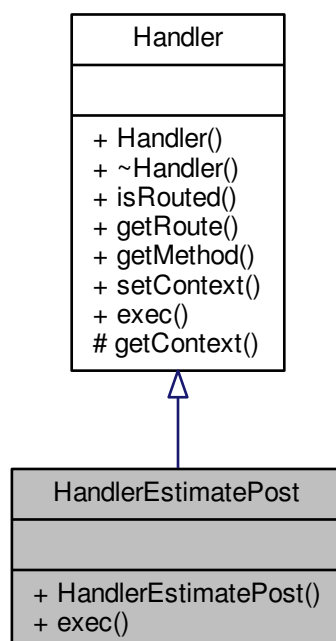 Handler
+ Handler()
+ ~Handler()
+ isRouted()
+ getRoute()
+ getMethod()
+ setContext()
+ exec()
# getContext()
HandlerEstimatePost
+ HandlerEstimatePost()
+ exec()